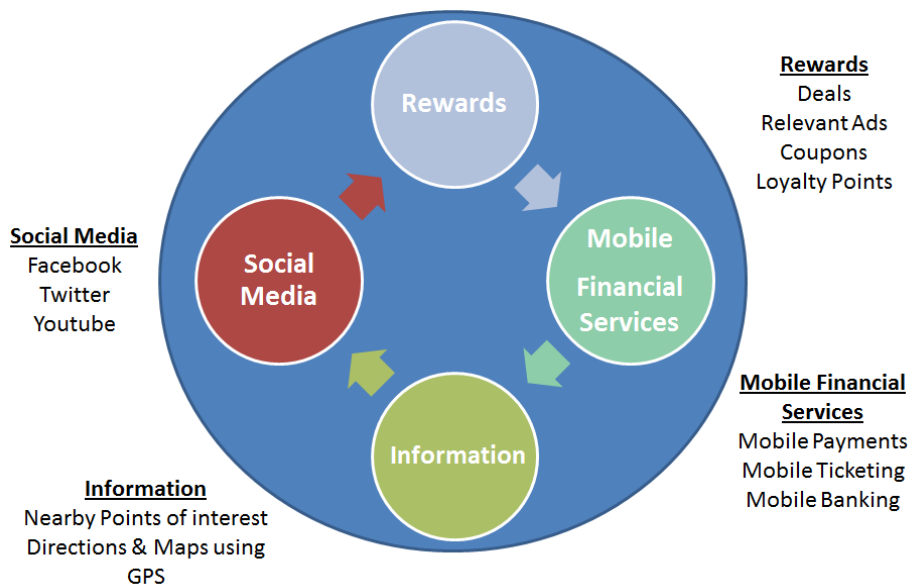 Rewards
Mobile
Financial
Services
Information
Social
Media
Rewards
Deals
Relevant Ads
Coupons
Loyalty Points
Mobile Financial
Services
Mobile Payments
Mobile Ticketing
Mobile Banking
Information
Nearby Points of interest
Directions & Maps using
GPS
Social Media
Facebook
Twitter
Youtube